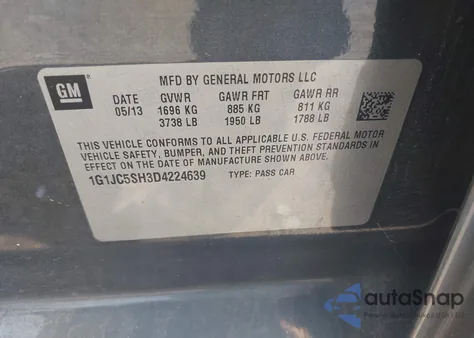 GM
MFD BY GENERAL MOTORS LLC
DATE GVWR GAWR FRT GAWR RR
05/13 1696 KG 885 KG 811 KG
3738 LB 1950 LB 1788 LB
THIS VEHICLE CONFORMS TO ALL APPLICABLE U.S. FEDERAL MOTOR
VEHICLE SAFETY, BUMPER, AND THEFT PREVENTION STANDARDS IN
EFFECT ON THE DATE OF MANUFACTURE SHOWN ABOVE.
1G1JC5SH3D4224639 TYPE: PASS CAR
autoSnap